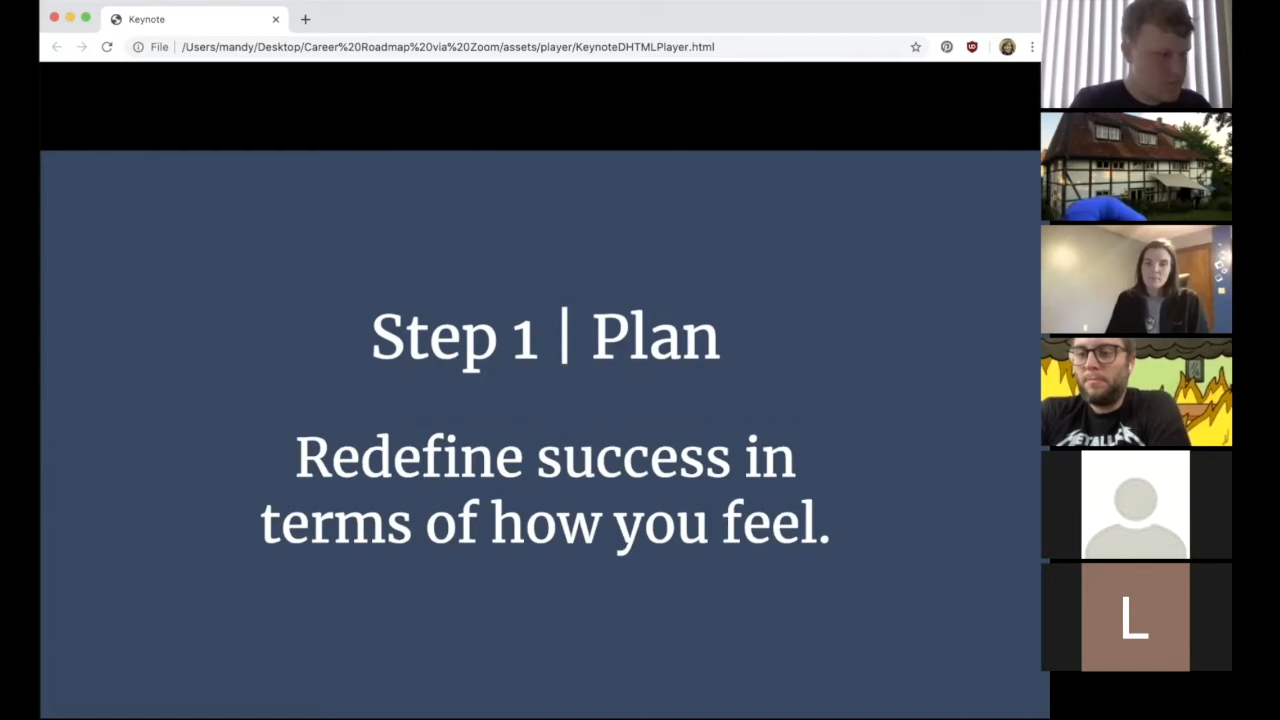 Keynote
File
/Users/mandy/Desktop/Career%20Roadmap%20via%20Zoom/assets/player/KeynoteDHTMLPlayer.html
Step 1 | Plan
Redefine success in
terms of how you feel.
METALLICA
L